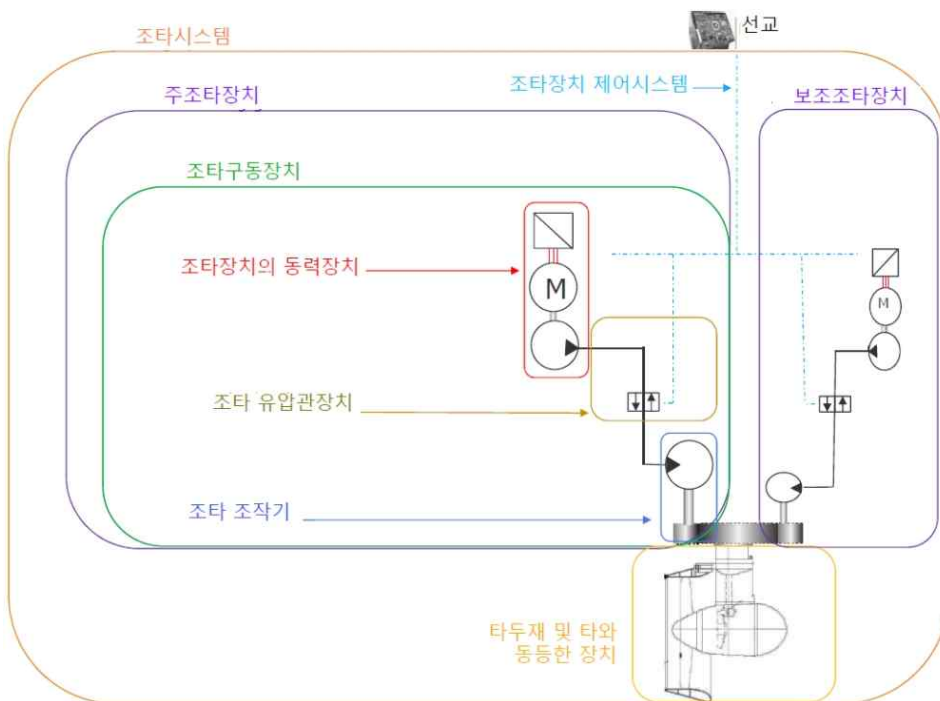 선교
조타시스템
조타장치 제어시스템
주조타장치
보조조타장치
조타구동장치
조타장치의 동력장치
M
M
조타 유압관장치
조타 조작기
타두재 및 타와
동등한 장치